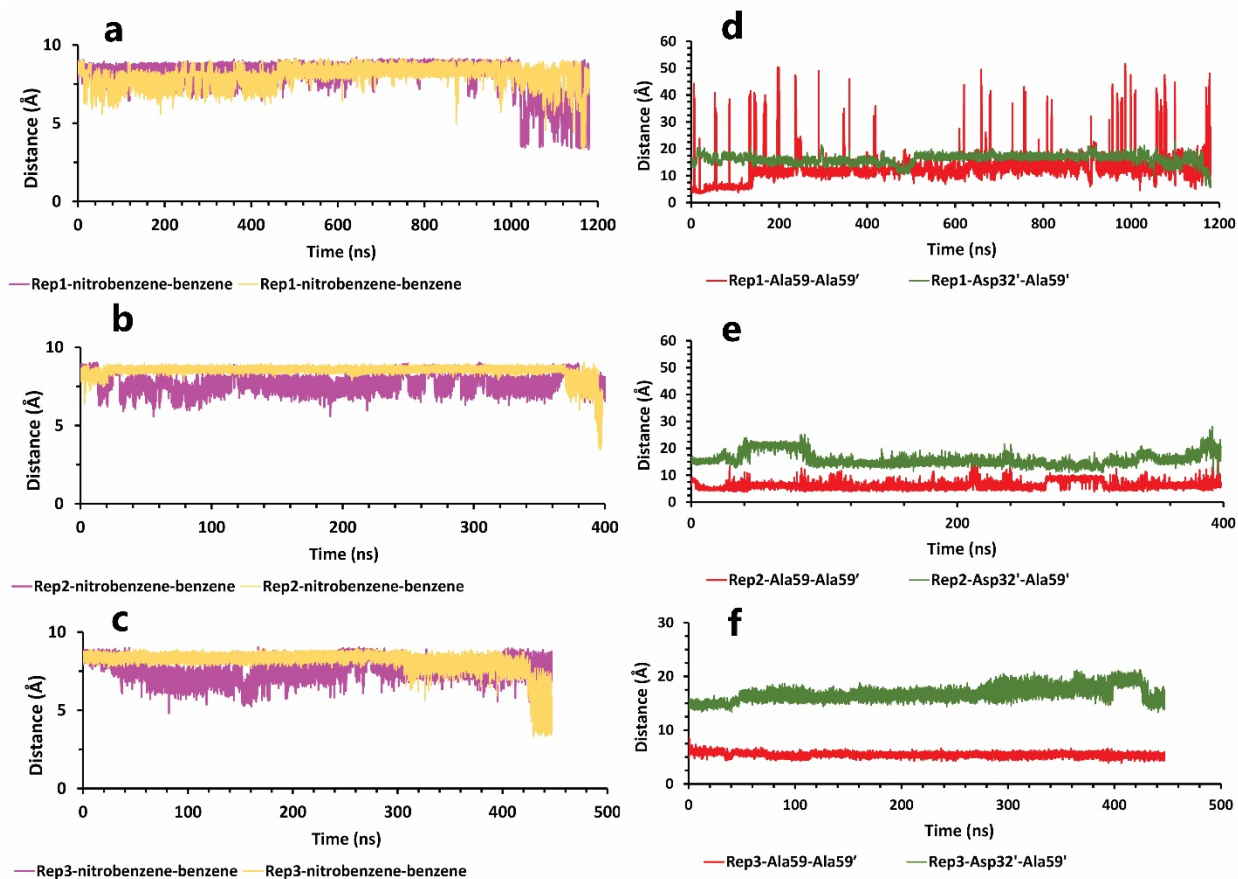 a
10
5
0
Distance (Å)
0 200 400 600 800 1000 1200
Time (ns)
Rep1-nitrobenzene-benzene Rep1-nitrobenzene-benzene
b
10
5
0
Distance (Å)
0 100 200 300 400
Time (ns)
Rep2-nitrobenzene-benzene Rep2-nitrobenzene-benzene
c
10
5
0
Distance (Å)
0 100 200 300 400 500
Time (ns)
Rep3-nitrobenzene-benzene Rep3-nitrobenzene-benzene
d
60
50
40
30
20
10
0
Distance (Å)
0 200 400 600 800 1000 1200
Time (ns)
Rep1-Ala59-Ala59′ Rep1-Asp32'-Ala59'
e
60
50
40
30
20
10
0
Distance (Å)
0 200 400
Time (ns)
Rep2-Ala59-Ala59′ Rep2-Asp32'-Ala59'
f
30
20
10
0
Distance (Å)
0 100 200 300 400 500
Time (ns)
Rep3-Ala59-Ala59′ Rep3-Asp32'-Ala59'